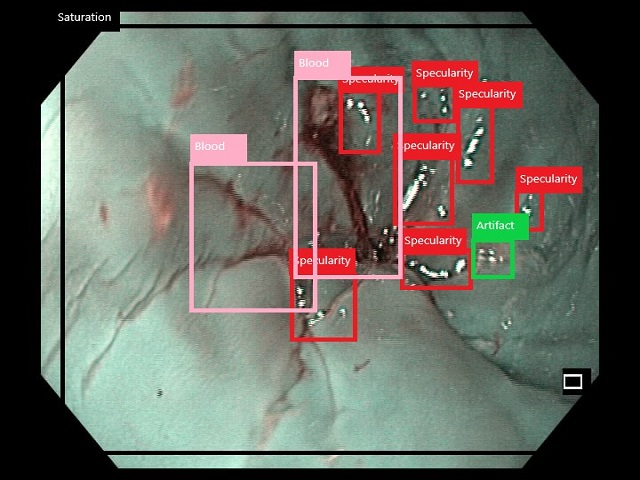 Saturation
Blood
Specularity
Specularity
Specularity
Blood
Specularity
Specularity
Artifact
Specularity
Specularity